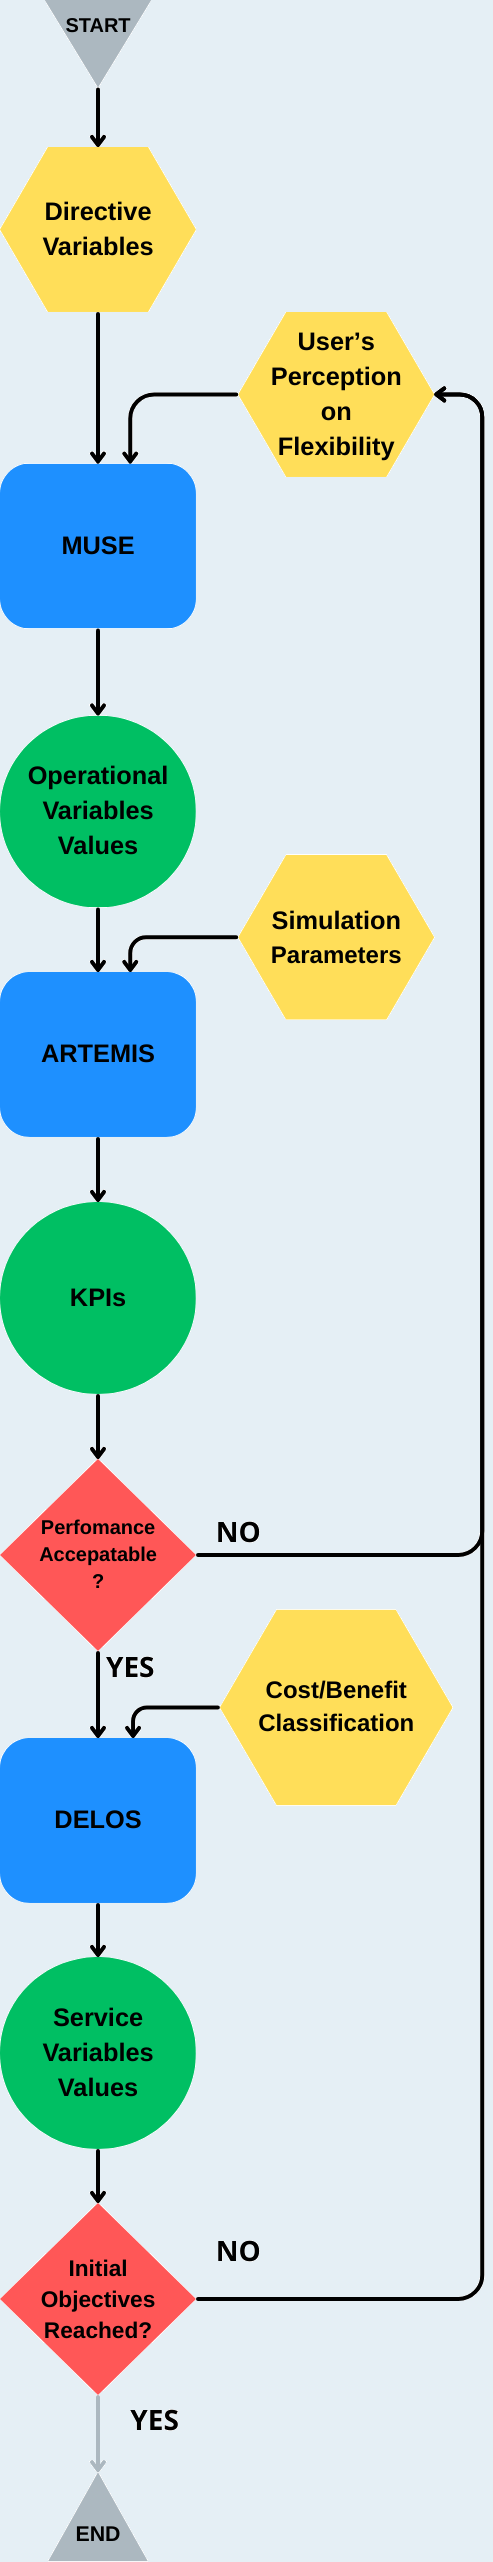 START
Directive
Variables
User's
Perception
on
Flexibility
MUSE
Operational
Variables
Values
Simulation
Parameters
ARTEMIS
KPIs
Perfomance
Accepatable
?
NO
YES
Cost/Benefit
Classification
DELOS
Service
Variables
Values
Initial
Objectives
Reached?
NO
YES
END